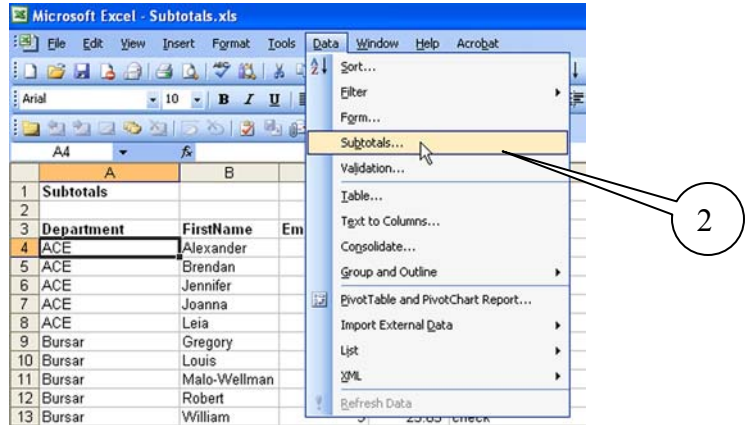 Microsoft Excel - Subtotals.xls
File Edit View Insert Format Tools Data Window Help Acrobat
Arial 10 B I U
A4 fx
A B
1 Subtotals
2
3 Department FirstName Em
4 ACE Alexander
5 ACE Brendan
6 ACE Jennifer
7 ACE Joanna
8 ACE Leia
9 Bursar Gregory
10 Bursar Louis
11 Bursar Malo-Wellman
12 Bursar Robert
13 Bursar William
Sort...
Filter
Form...
Subtotals...
Validation...
Table...
Text to Columns...
Consolidate...
Group and Outline
PivotTable and PivotChart Report...
Import External Data
List
XML
Refresh Data
2